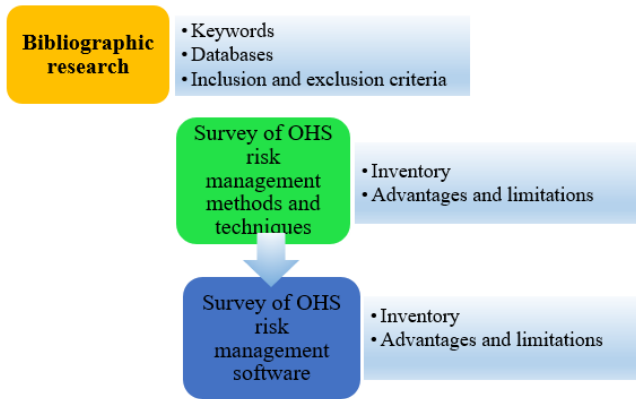 Bibliographic
research
• Keywords
• Databases
• Inclusion and exclusion criteria
Survey of OHS
risk
management
methods and
techniques
• Inventory
• Advantages and limitations
Survey of OHS
risk
management
software
• Inventory
• Advantages and limitations